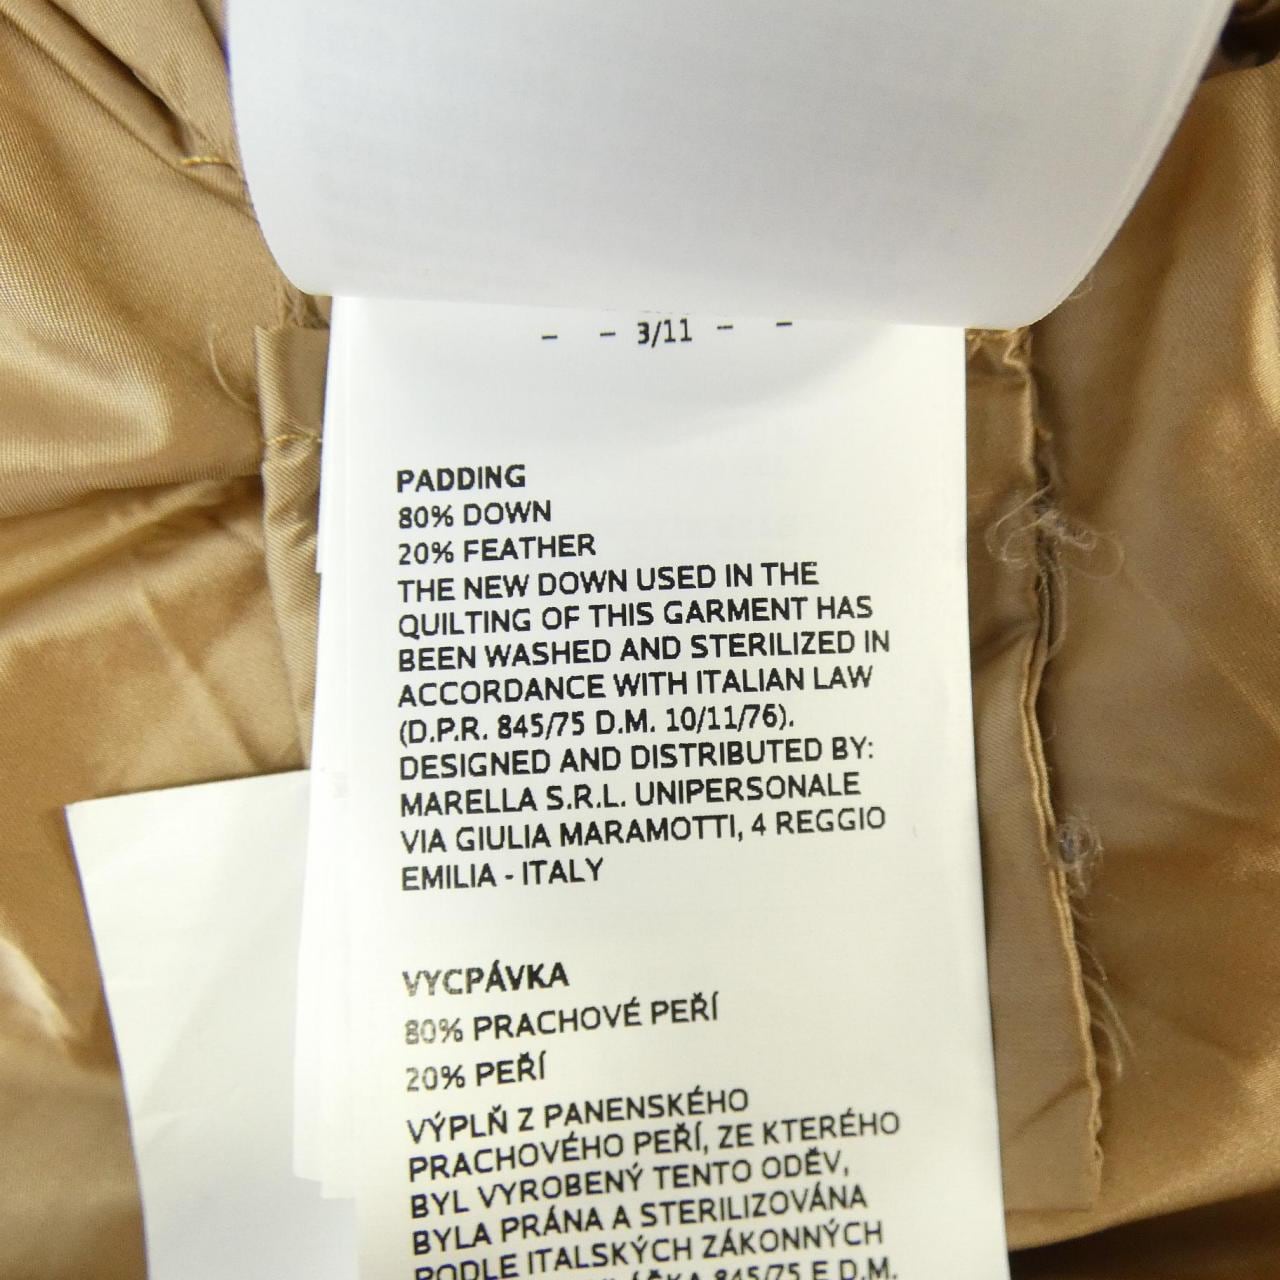 - - 3/11 - -
PADDING
80% DOWN
20% FEATHER
THE NEW DOWN USED IN THE
QUILTING OF THIS GARMENT HAS
BEEN WASHED AND STERILIZED IN
ACCORDANCE WITH ITALIAN LAW
(D.P.R. 845/75 D.M. 10/11/76).
DESIGNED AND DISTRIBUTED BY:
MARELLA S.R.L. UNIPERSONALE
VIA GIULIA MARAMOTTI, 4 REGGIO
EMILIA - ITALY
VYCPÁVKA
80% PRACHOVÉ PEŘÍ
20% PEŘÍ
VÝPLŇ Z PANENSKÉHO
PRACHOVÉHO PEŘÍ, ZE KTERÉHO
BYL VYROBENÝ TENTO ODĚV,
BYLA PRÁNA A STERILIZOVÁNA
PODLE ITALSKÝCH ZÁKONNÝCH
845/75 E D.M.